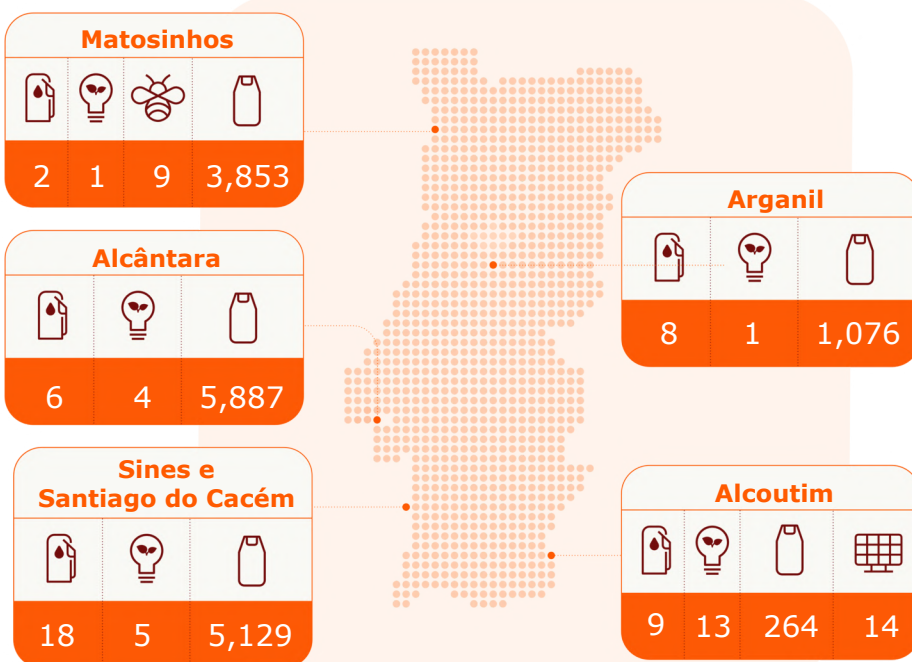 Matosinhos
2 1 9 3,853
Alcântara
6 4 5,887
Sines e
Santiago do Cacém
18 5 5,129
Arganil
8 1 1,076
Alcoutim
9 13 264 14